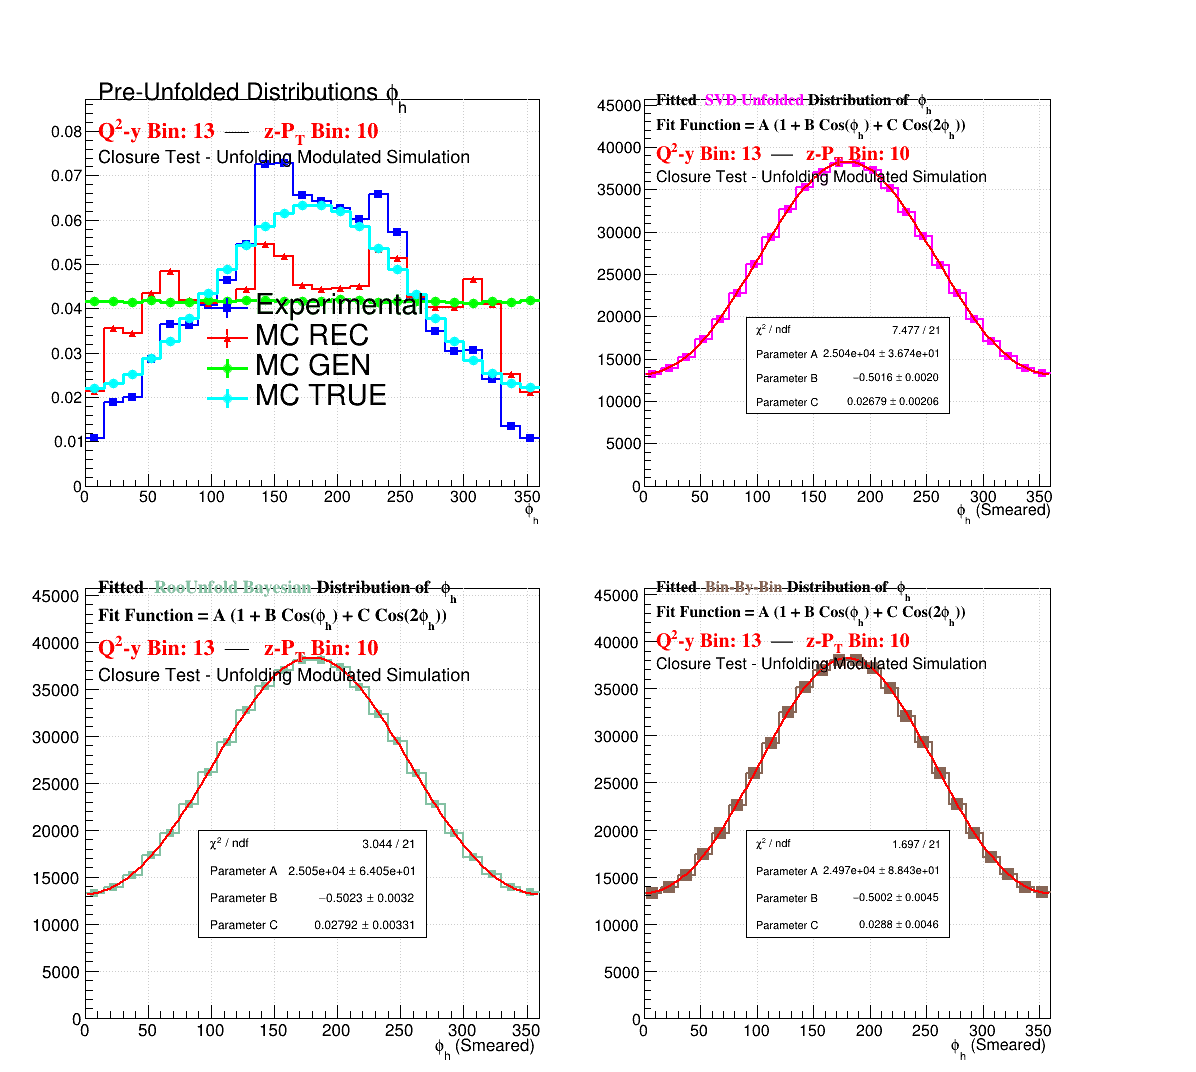 Pre-Unfolded Distributions ϕh
Q²-y Bin: 13 — z-PT Bin: 10
Closure Test - Unfolding Modulated Simulation
0.08
0.07
0.06
0.05
0.04
0.03
0.02
0.01
0
Experimental
MC REC
MC GEN
MC TRUE
0 50 100 150 200 250 300 350
ϕh
Fitted SVD Unfolded Distribution of ϕh
Fit Function = A (1 + B Cos(ϕh) + C Cos(2ϕh))
Q²-y Bin: 13 — z-PT Bin: 10
Closure Test - Unfolding Modulated Simulation
45000
40000
35000
30000
25000
20000
15000
10000
5000
0
χ² / ndf 7.477 / 21
Parameter A 2.504e+04 ± 3.674e+01
Parameter B −0.5016 ± 0.0020
Parameter C 0.02679 ± 0.00206
0 50 100 150 200 250 300 350
ϕh (Smeared)
Fitted RooUnfold Bayesian Distribution of ϕh
Fit Function = A (1 + B Cos(ϕh) + C Cos(2ϕh))
Q²-y Bin: 13 — z-PT Bin: 10
Closure Test - Unfolding Modulated Simulation
45000
40000
35000
30000
25000
20000
15000
10000
5000
0
χ² / ndf 3.044 / 21
Parameter A 2.505e+04 ± 6.405e+01
Parameter B −0.5023 ± 0.0032
Parameter C 0.02792 ± 0.00331
0 50 100 150 200 250 300 350
ϕh (Smeared)
Fitted Bin-By-Bin Distribution of ϕh
Fit Function = A (1 + B Cos(ϕh) + C Cos(2ϕh))
Q²-y Bin: 13 — z-PT Bin: 10
Closure Test - Unfolding Modulated Simulation
45000
40000
35000
30000
25000
20000
15000
10000
5000
0
χ² / ndf 1.697 / 21
Parameter A 2.497e+04 ± 8.843e+01
Parameter B −0.5002 ± 0.0045
Parameter C 0.0288 ± 0.0046
0 50 100 150 200 250 300 350
ϕh (Smeared)